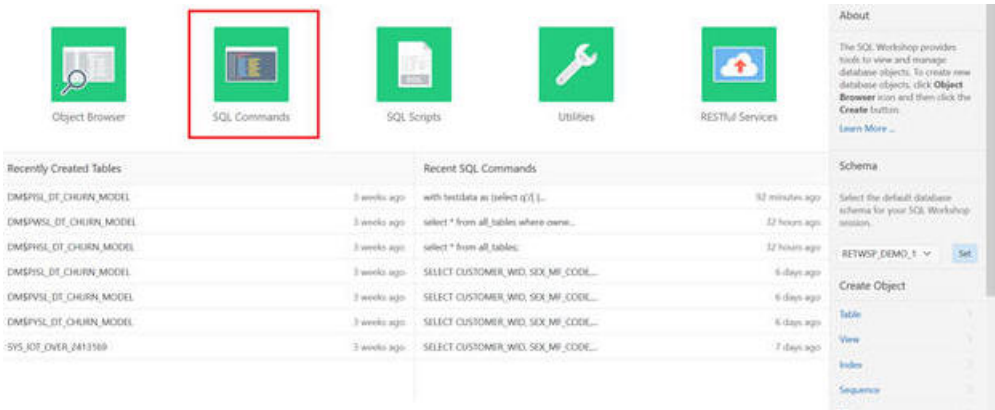 Object Browser
SQL Commands
SQL Scripts
Utilities
RESTful Services
Recently Created Tables
DM$PISL_DT_CHURN_MODEL 3 weeks ago
DM$PWSL_DT_CHURN_MODEL 3 weeks ago
DM$PHSL_DT_CHURN_MODEL 3 weeks ago
DM$PJSL_DT_CHURN_MODEL 3 weeks ago
DM$PVSL_DT_CHURN_MODEL 3 weeks ago
DM$PYSL_DT_CHURN_MODEL 3 weeks ago
SYS_IOT_OVER_2413569 3 weeks ago
Recent SQL Commands
with testdata as (select q'/[ {... 92 minutes ago
select * from all_tables where owne... 32 hours ago
select * from all_tables; 32 hours ago
SELECT CUSTOMER_WID, SEX_MF_CODE,... 6 days ago
SELECT CUSTOMER_WID, SEX_MF_CODE,... 6 days ago
SELECT CUSTOMER_WID, SEX_MF_CODE,... 6 days ago
SELECT CUSTOMER_WID, SEX_MF_CODE,... 7 days ago
About
The SQL Workshop provides
tools to view and manage
database objects. To create new
database objects, click Object
Browser icon and then click the
Create button.
Learn More ...
Schema
Select the default database
schema for your SQL Workshop
session.
RETWSP_DEMO_1 Set
Create Object
Table
View
Index
Sequence